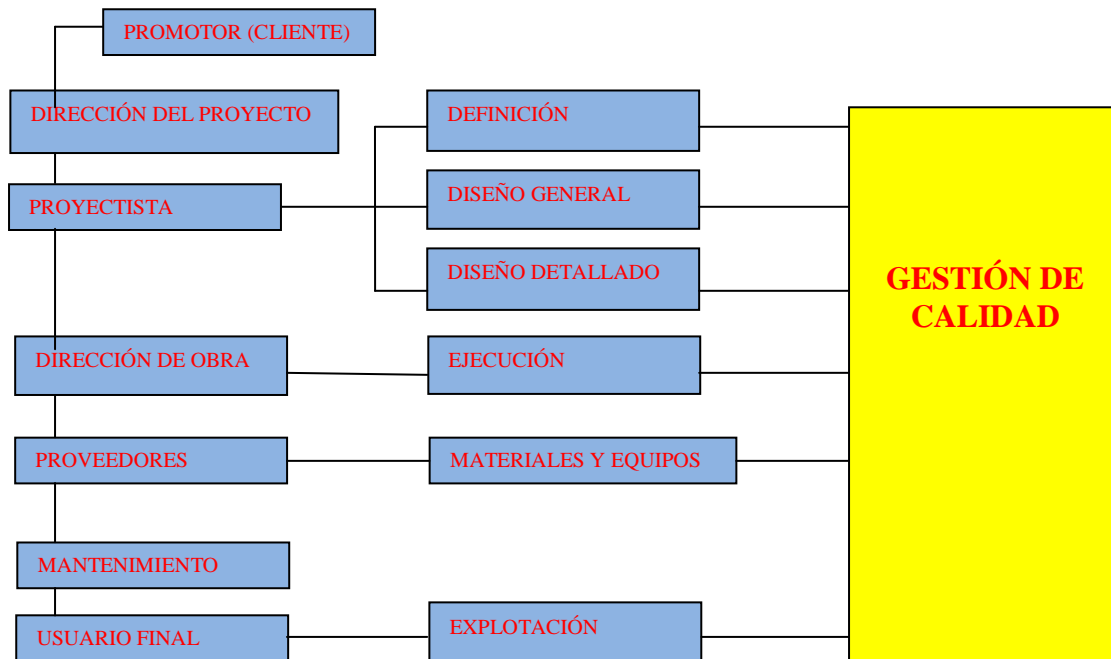 PROMOTOR (CLIENTE)
DIRECCIÓN DEL PROYECTO
DEFINICIÓN
PROYECTISTA
DISEÑO GENERAL
DISEÑO DETALLADO
GESTIÓN DE
CALIDAD
DIRECCIÓN DE OBRA
EJECUCIÓN
PROVEEDORES
MATERIALES Y EQUIPOS
MANTENIMIENTO
USUARIO FINAL
EXPLOTACIÓN